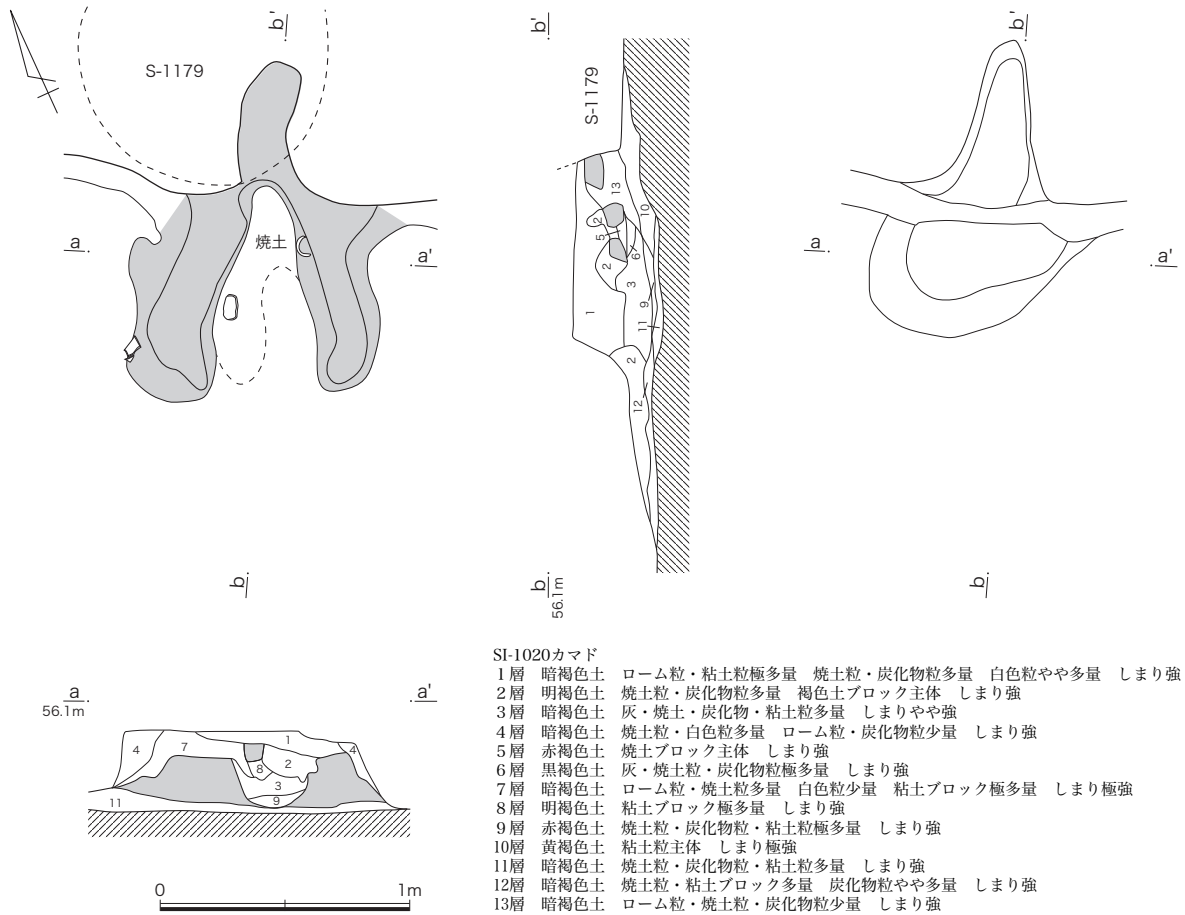 b'
S-1179
焼土
a
a'
b
b'
S-1179
13
2
10
5
6
2
3
1
9
11
2
12
b
56.1m
b'
a
a'
b
a
56.1m
a'
4
7
1
4
8
2
3
9
11
0
1m
SI-1020カマド
1層 暗褐色土 ローム粒・粘土粒極多量 焼土粒・炭化物粒多量 白色粒やや多量 しまり強
2層 明褐色土 焼土粒・炭化物粒多量 褐色土ブロック主体 しまり強
3層 暗褐色土 灰・焼土・炭化物・粘土粒多量 しまりやや強
4層 暗褐色土 焼土粒・白色粒多量 ローム粒・炭化物粒少量 しまり強
5層 赤褐色土 焼土ブロック主体 しまり強
6層 黒褐色土 灰・焼土粒・炭化物粒極多量 しまり強
7層 暗褐色土 ローム粒・焼土粒多量 白色粒少量 粘土ブロック極多量 しまり極強
8層 明褐色土 粘土ブロック極多量 しまり強
9層 赤褐色土 焼土粒・炭化物粒・粘土粒極多量 しまり強
10層 黄褐色土 粘土粒主体 しまり極強
11層 暗褐色土 焼土粒・炭化物粒・粘土粒多量 しまり強
12層 暗褐色土 焼土粒・粘土ブロック多量 炭化物粒やや多量 しまり強
13層 暗褐色土 ローム粒・焼土粒・炭化物粒少量 しまり強